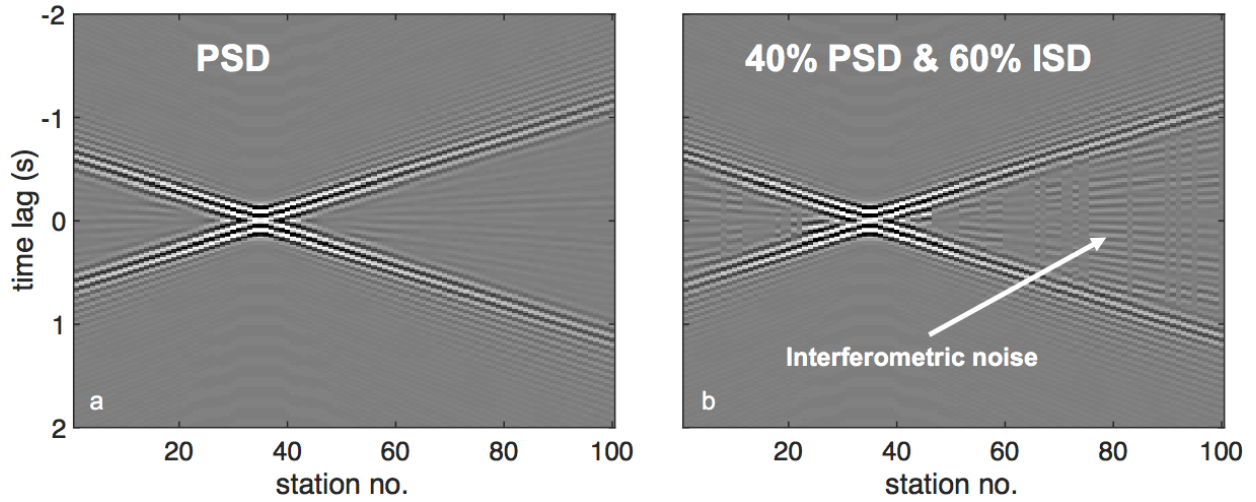 PSD
40% PSD & 60% ISD
time lag (s)
-2
-1
0
1
2
a
20 40 60 80 100
station no.
Interferometric noise
b
20 40 60 80 100
station no.